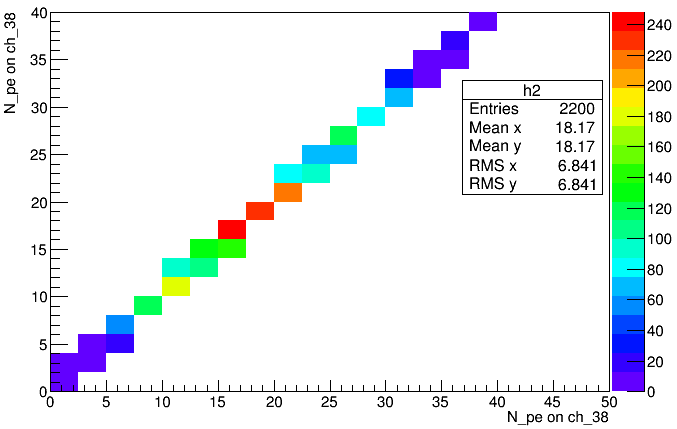 N_pe on ch_38
40
35
30
25
20
15
10
5
0
h2
Entries 2200
Mean x 18.17
Mean y 18.17
RMS x 6.841
RMS y 6.841
240
220
200
180
160
140
120
100
80
60
40
20
0
0 5 10 15 20 25 30 35 40 45 50
N_pe on ch_38